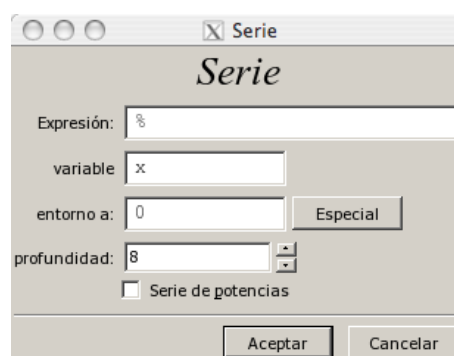 Serie
Serie
Expresión: %
variable x
entorno a: 0 Especial
profundidad: 8
Serie de potencias
Aceptar Cancelar